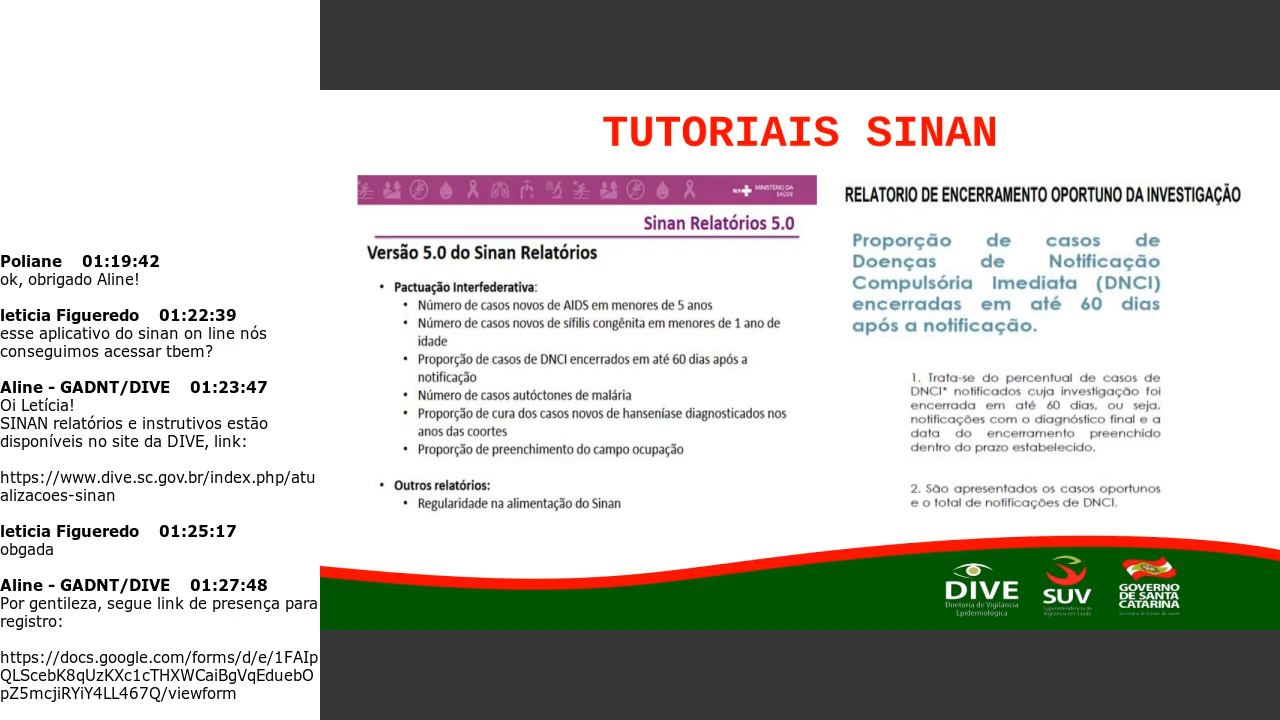 Poliane 01:19:42
ok, obrigado Aline!
leticia Figueredo 01:22:39
esse aplicativo do sinan on line nós
conseguimos acessar tbem?
Aline - GADNT/DIVE 01:23:47
Oi Letícia!
SINAN relatórios e instrutivos estão
disponíveis no site da DIVE, link:
https://www.dive.sc.gov.br/index.php/atu
alizacoes-sinan
leticia Figueredo 01:25:17
obgada
Aline - GADNT/DIVE 01:27:48
Por gentileza, segue link de presença para
registro:
https://docs.google.com/forms/d/e/1FAIp
QLScebK8qUzKXc1cTHXWCaiBgVqEduebO
pZ5mcjiRYiY4LL467Q/viewform
TUTORIAIS SINAN
SUS MINISTÉRIO DA
SAÚDE
Sinan Relatórios 5.0
Versão 5.0 do Sinan Relatórios
• Pactuação Interfederativa:
• Número de casos novos de AIDS em menores de 5 anos
• Número de casos novos de sífilis congênita em menores de 1 ano de
idade
• Proporção de casos de DNCI encerrados em até 60 dias após a
notificação
• Número de casos autóctones de malária
• Proporção de cura dos casos novos de hanseníase diagnosticados nos
anos das coortes
• Proporção de preenchimento do campo ocupação
• Outros relatórios:
• Regularidade na alimentação do Sinan
RELATORIO DE ENCERRAMENTO OPORTUNO DA INVESTIGAÇÃO
Proporção de casos de
Doenças de Notificação
Compulsória Imediata (DNCI)
encerradas em até 60 dias
após a notificação.
1. Trata-se do percentual de casos de
DNCI* notificados cuja investigação foi
encerrada em até 60 dias, ou seja,
notificações com o diagnóstico final e a
data do encerramento preenchido
dentro do prazo estabelecido.
2. São apresentados os casos oportunos
e o total de notificações de DNCI.
DIVE
Diretoria de Vigilância
Epidemiológica
SUV
Superintendência de
Vigilância em Saúde
GOVERNO
DE SANTA
CATARINA
Secretaria de Estado da Saúde